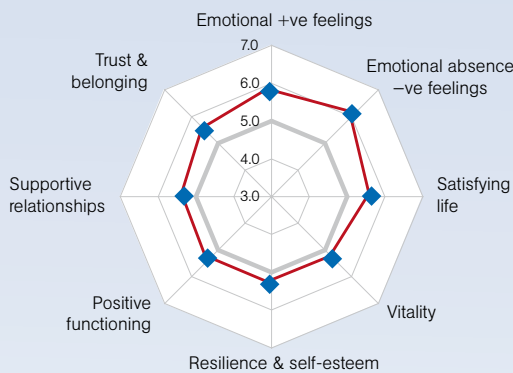 Emotional +ve feelings
7.0
Trust &
belonging
6.0
Emotional absence
–ve feelings
5.0
4.0
Supportive
relationships
3.0
Satisfying
life
Positive
functioning
Vitality
Resilience & self-esteem